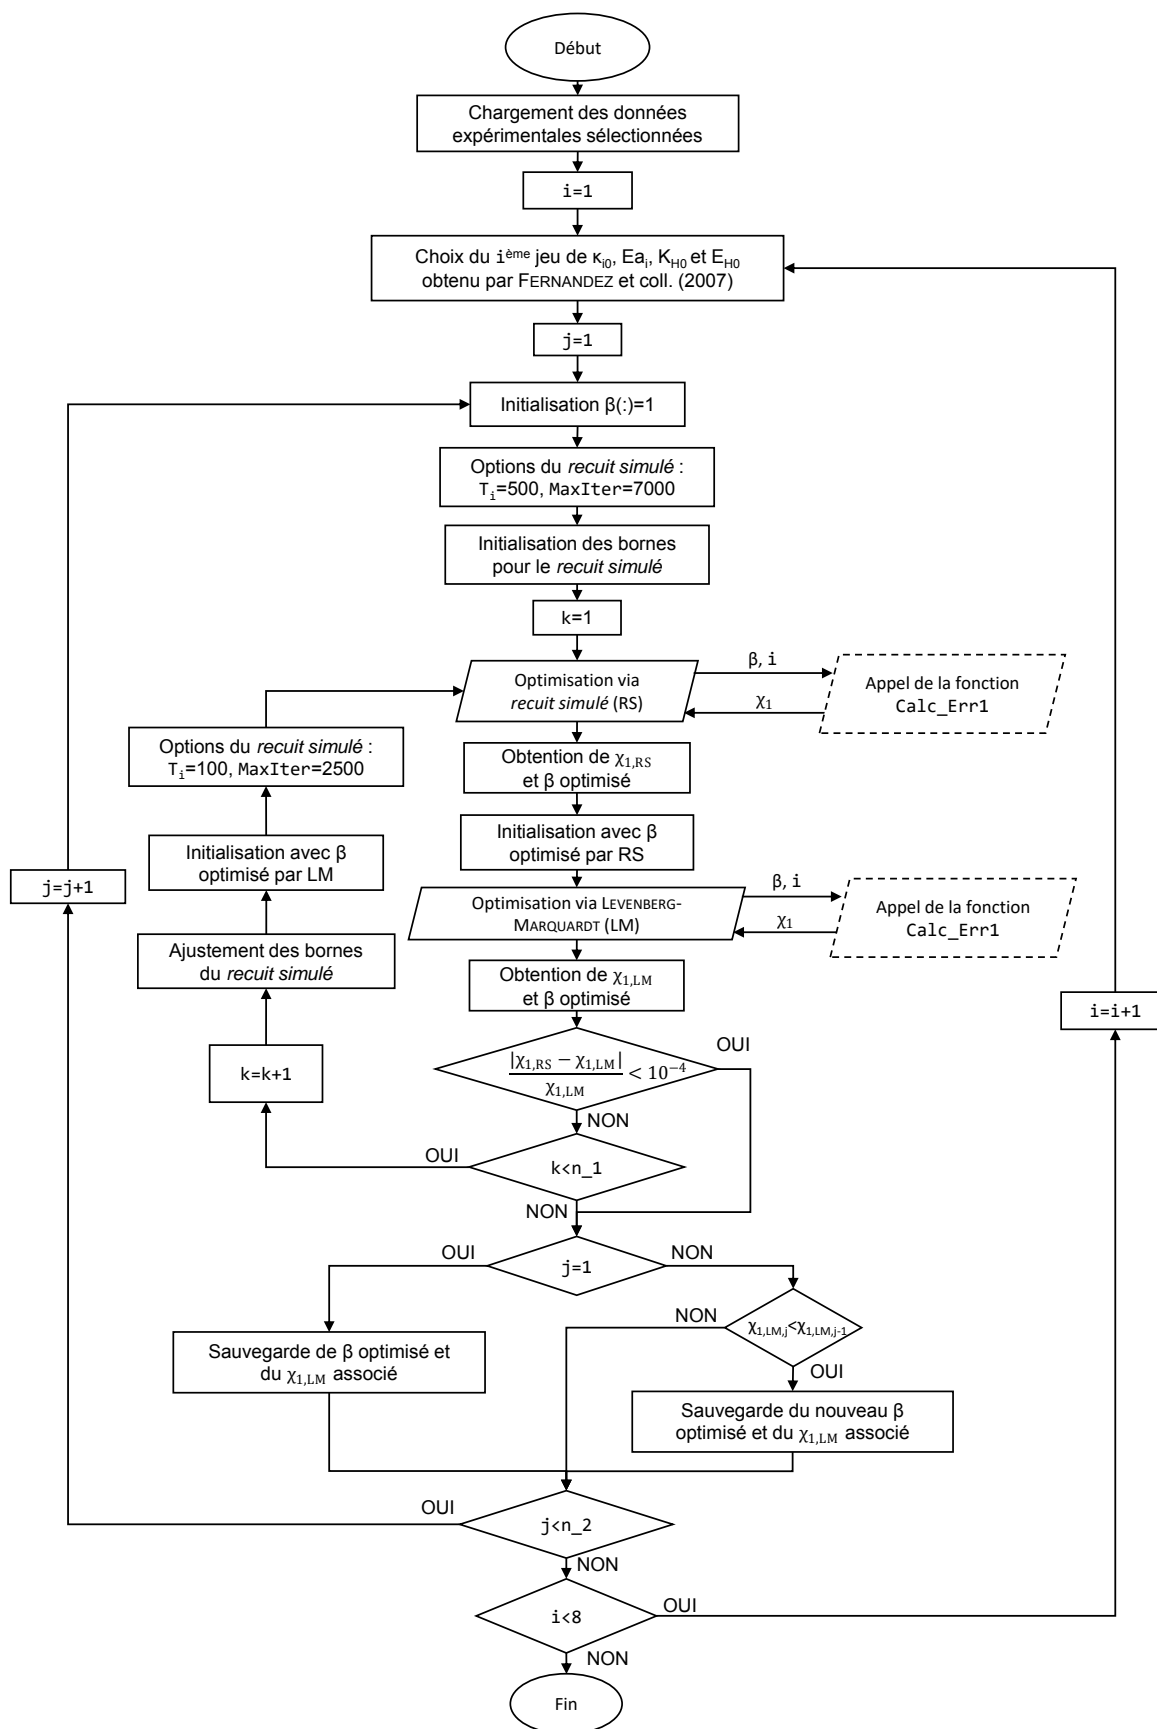 Début
Chargement des données
expérimentales sélectionnées
i=1
Choix du ième jeu de κi0, Eai, KH0 et EH0
obtenu par FERNANDEZ et coll. (2007)
j=1
Initialisation β(:)=1
Options du recuit simulé :
Ti=500, MaxIter=7000
Initialisation des bornes
pour le recuit simulé
k=1
Optimisation via
recuit simulé (RS)
β, i
χ1
Appel de la fonction
Calc_Err1
Options du recuit simulé :
Ti=100, MaxIter=2500
Obtention de χ1,RS
et β optimisé
Initialisation avec β
optimisé par RS
Initialisation avec β
optimisé par LM
j=j+1
Optimisation via LEVENBERG-
MARQUARDT (LM)
β, i
χ1
Appel de la fonction
Calc_Err1
Ajustement des bornes
du recuit simulé
Obtention de χ1,LM
et β optimisé
i=i+1
k=k+1
|χ1,RS − χ1,LM|
χ1,LM
< 10−4
OUI
NON
k<n_1
OUI
NON
j=1
OUI
NON
χ1,LM,j<χ1,LM,j-1
NON
OUI
Sauvegarde de β optimisé et
du χ1,LM associé
Sauvegarde du nouveau β
optimisé et du χ1,LM associé
j<n_2
OUI
NON
i<8
OUI
NON
Fin